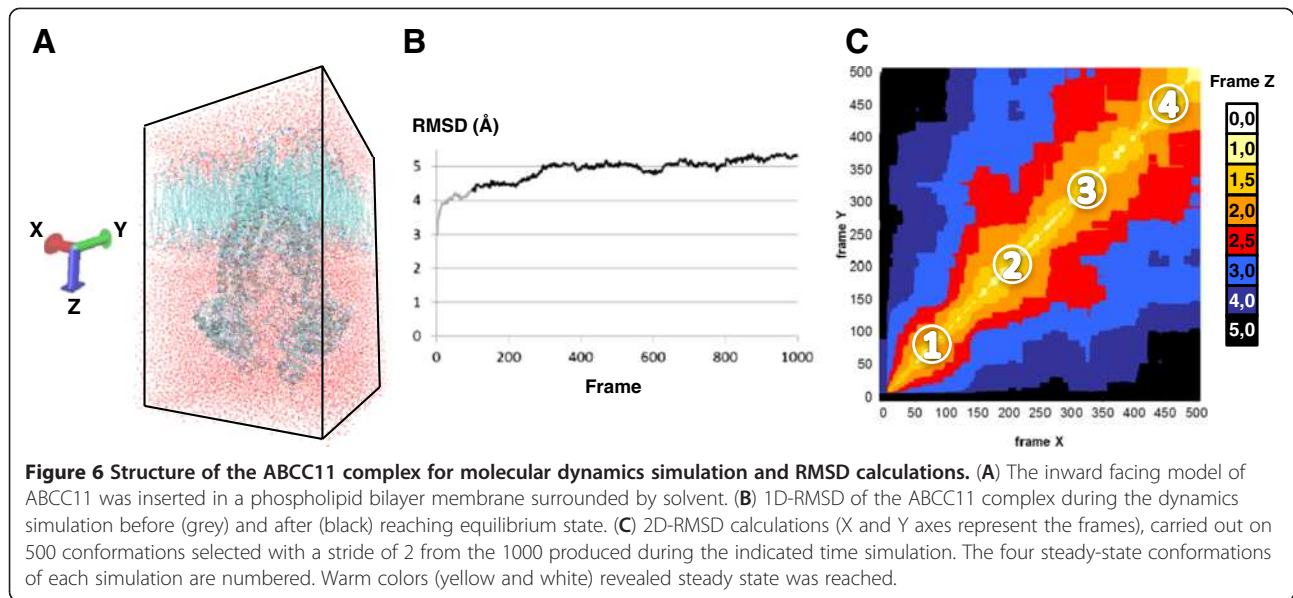 A
B
C
X
Y
Z
RMSD (Å)
5
4
3
2
1
0
0
200
400
600
800
1000
Frame
frame Y
500
450
400
350
300
250
200
150
100
50
0
0
50
100
150
200
250
300
350
400
450
500
frame X
1
2
3
4
Frame Z
0,0
1,0
1,5
2,0
2,5
3,0
4,0
5,0
Figure 6 Structure of the ABCC11 complex for molecular dynamics simulation and RMSD calculations. (A) The inward facing model of
ABCC11 was inserted in a phospholipid bilayer membrane surrounded by solvent. (B) 1D-RMSD of the ABCC11 complex during the dynamics
simulation before (grey) and after (black) reaching equilibrium state. (C) 2D-RMSD calculations (X and Y axes represent the frames), carried out on
500 conformations selected with a stride of 2 from the 1000 produced during the indicated time simulation. The four steady-state conformations
of each simulation are numbered. Warm colors (yellow and white) revealed steady state was reached.